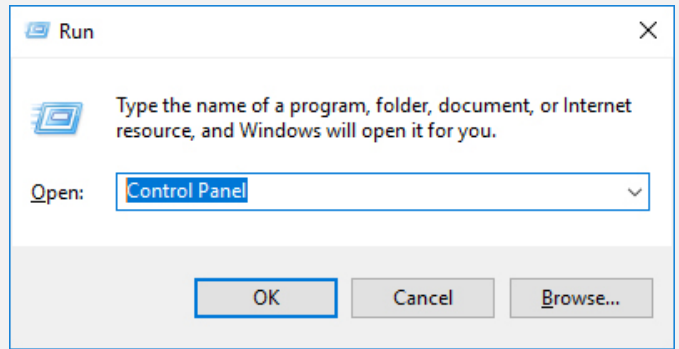 Run
Type the name of a program, folder, document, or Internet
resource, and Windows will open it for you.
Open: Control Panel
OK Cancel Browse...